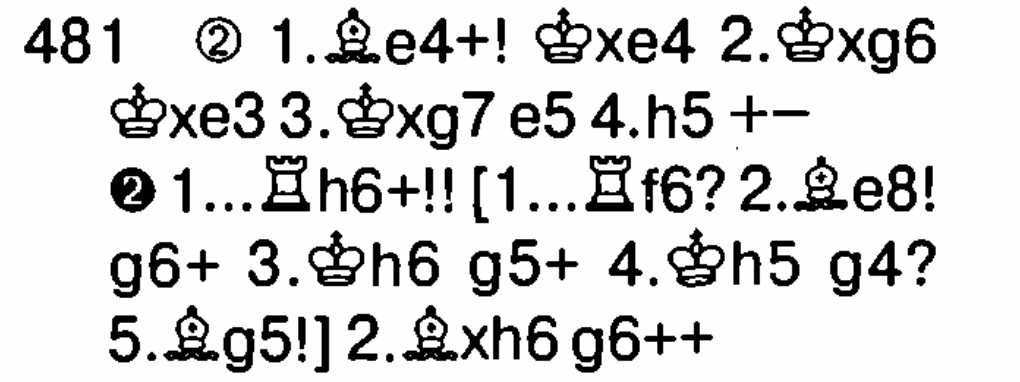 481 ② 1.♗e4+! ♔xe4 2.♔xg6
♔xe3 3.♔xg7 e5 4.h5 +−
❷ 1...♖h6+!! [1...♖f6? 2.♗e8!
g6+ 3.♔h6 g5+ 4.♔h5 g4?
5.♗g5!] 2.♗xh6 g6++